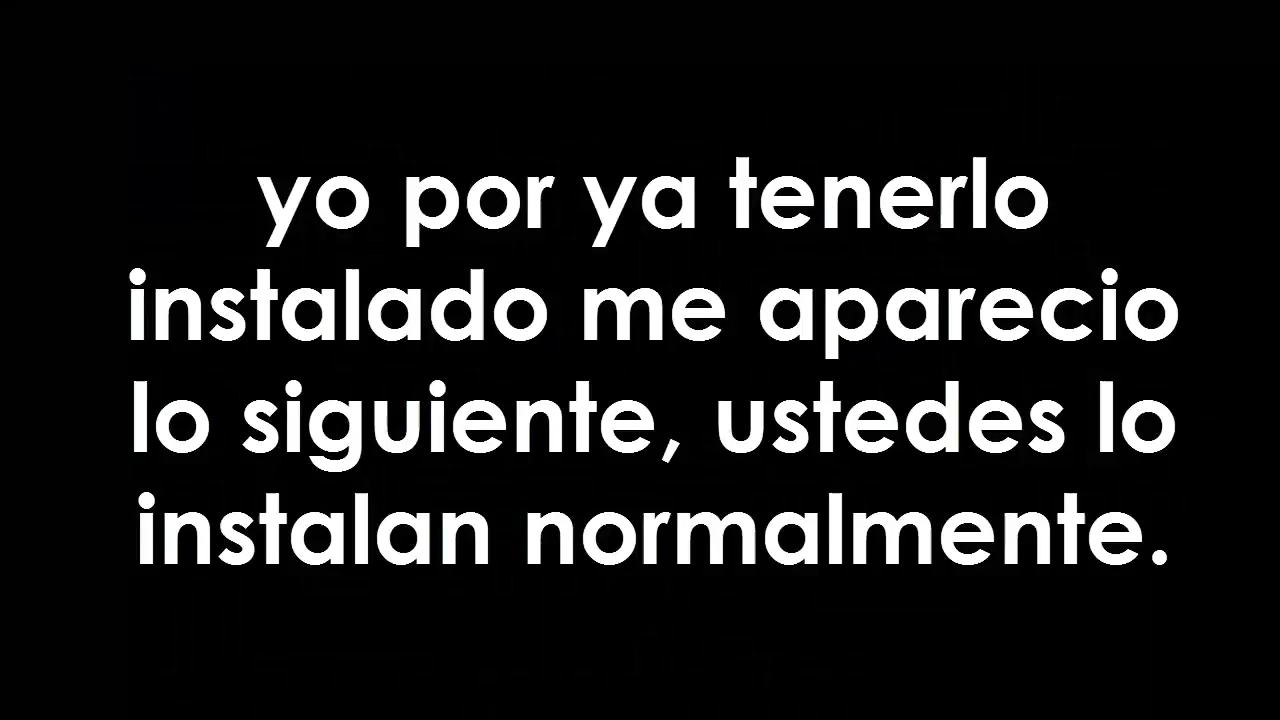 yo por ya tenerlo
instalado me aparecio
lo siguiente, ustedes lo
instalan normalmente.